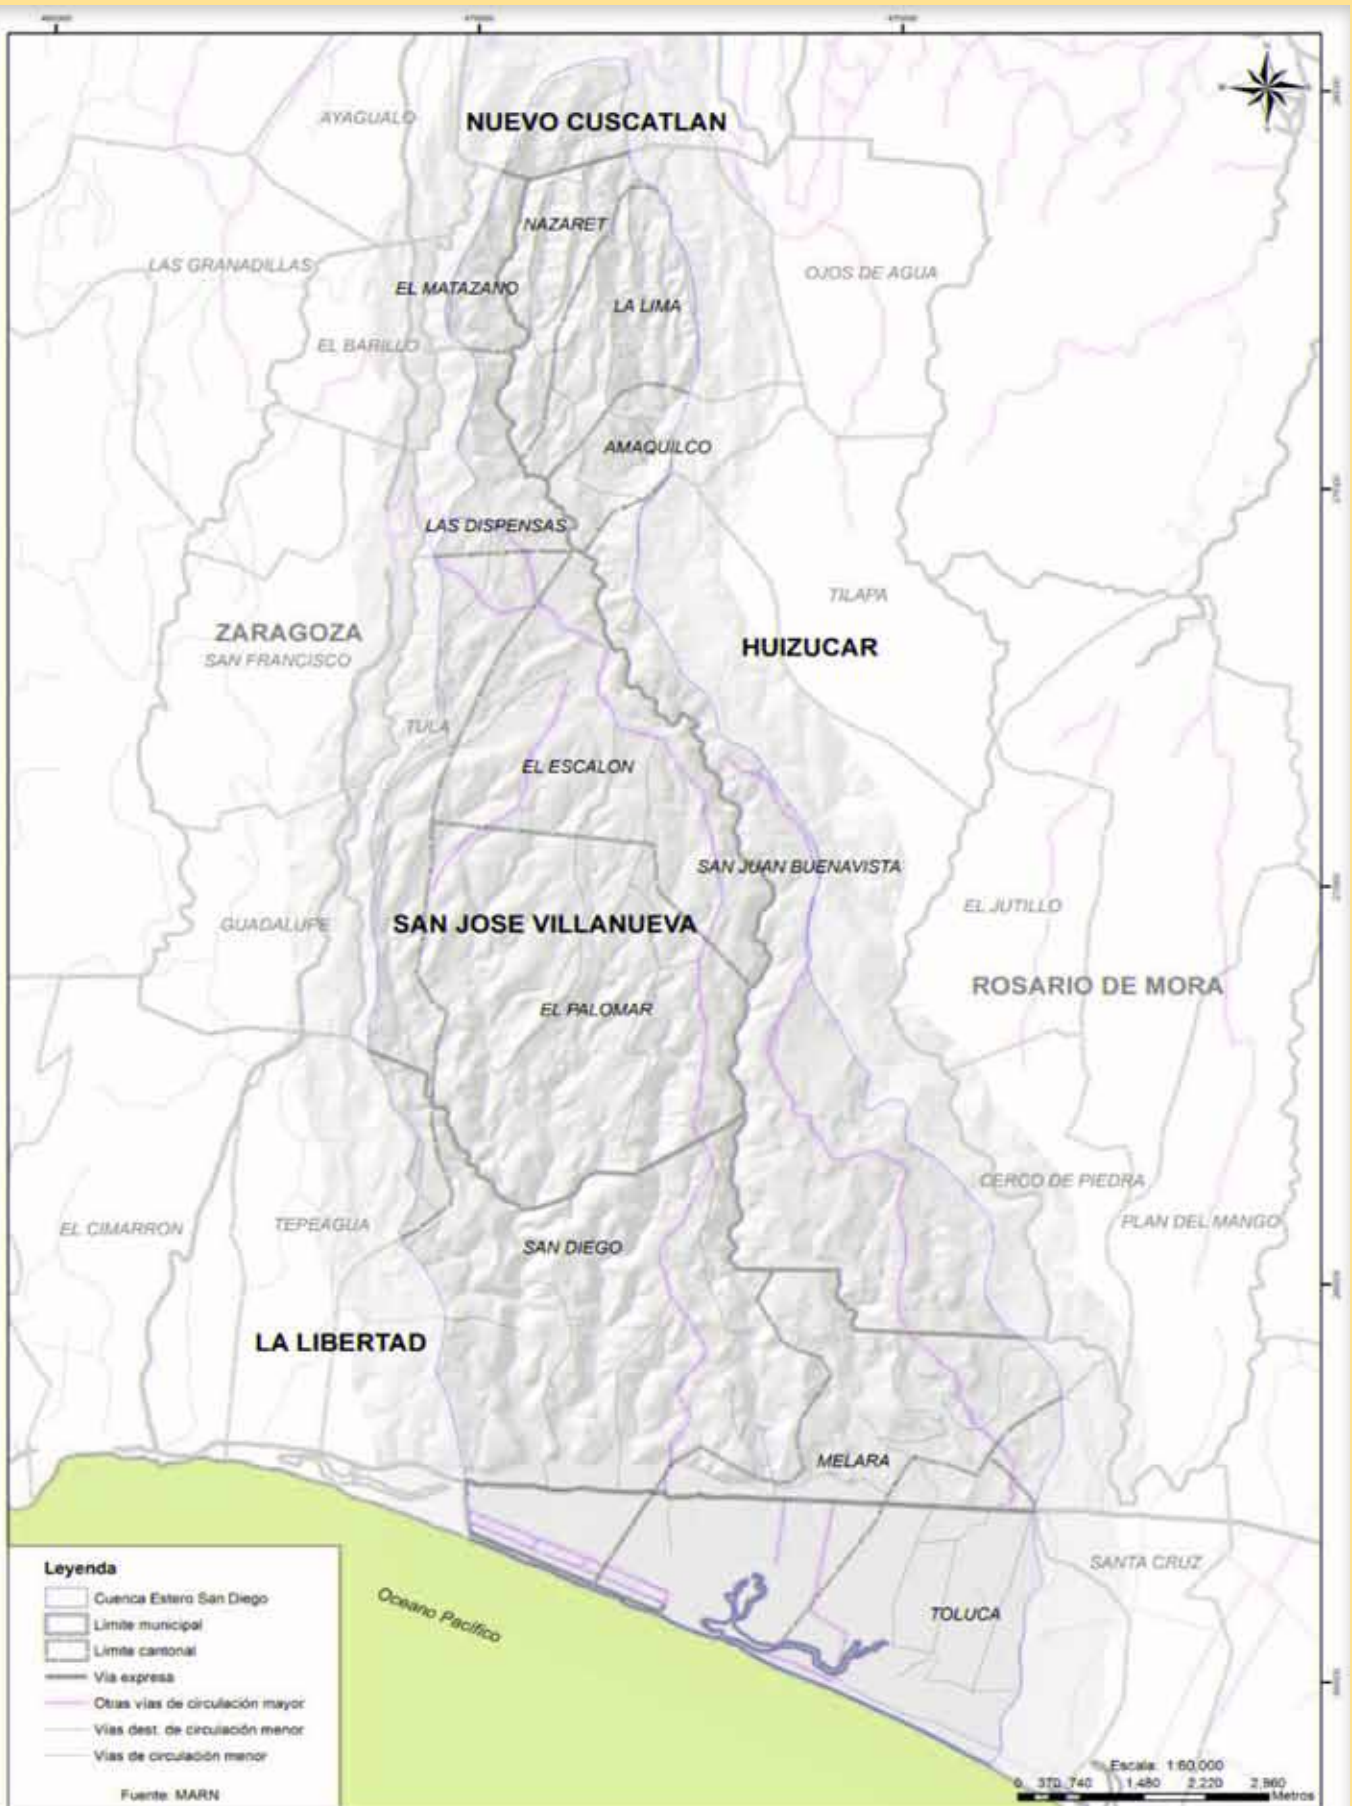 AYAGUALO
NUEVO CUSCATLAN
NAZARET
LAS GRANADILLAS
EL MATAZANO
OJOS DE AGUA
LA LIMA
EL BARILLO
AMAQUILCO
LAS DISPENSAS
TILAPA
ZARAGOZA
SAN FRANCISCO
HUIZUCAR
TULA
EL ESCALON
SAN JUAN BUENAVISTA
EL JUTILLO
GUADALUPE
SAN JOSE VILLANUEVA
ROSARIO DE MORA
EL PALOMAR
CERCO DE PIEDRA
EL CIMARRON
TEPEAGUA
PLAN DEL MANGO
SAN DIEGO
LA LIBERTAD
MELARA
SANTA CRUZ
TOLUCA
Oceano Pacífico
Leyenda
Cuenca Estero San Diego
Limite municipal
Limite cantonal
Via expresa
Otras vias de circulación mayor
Vias dest. de circulación menor
Vias de circulación menor
Fuente: MARN
Escala: 1:60,000
0 370 740 1,480 2,220 2,960
Metros